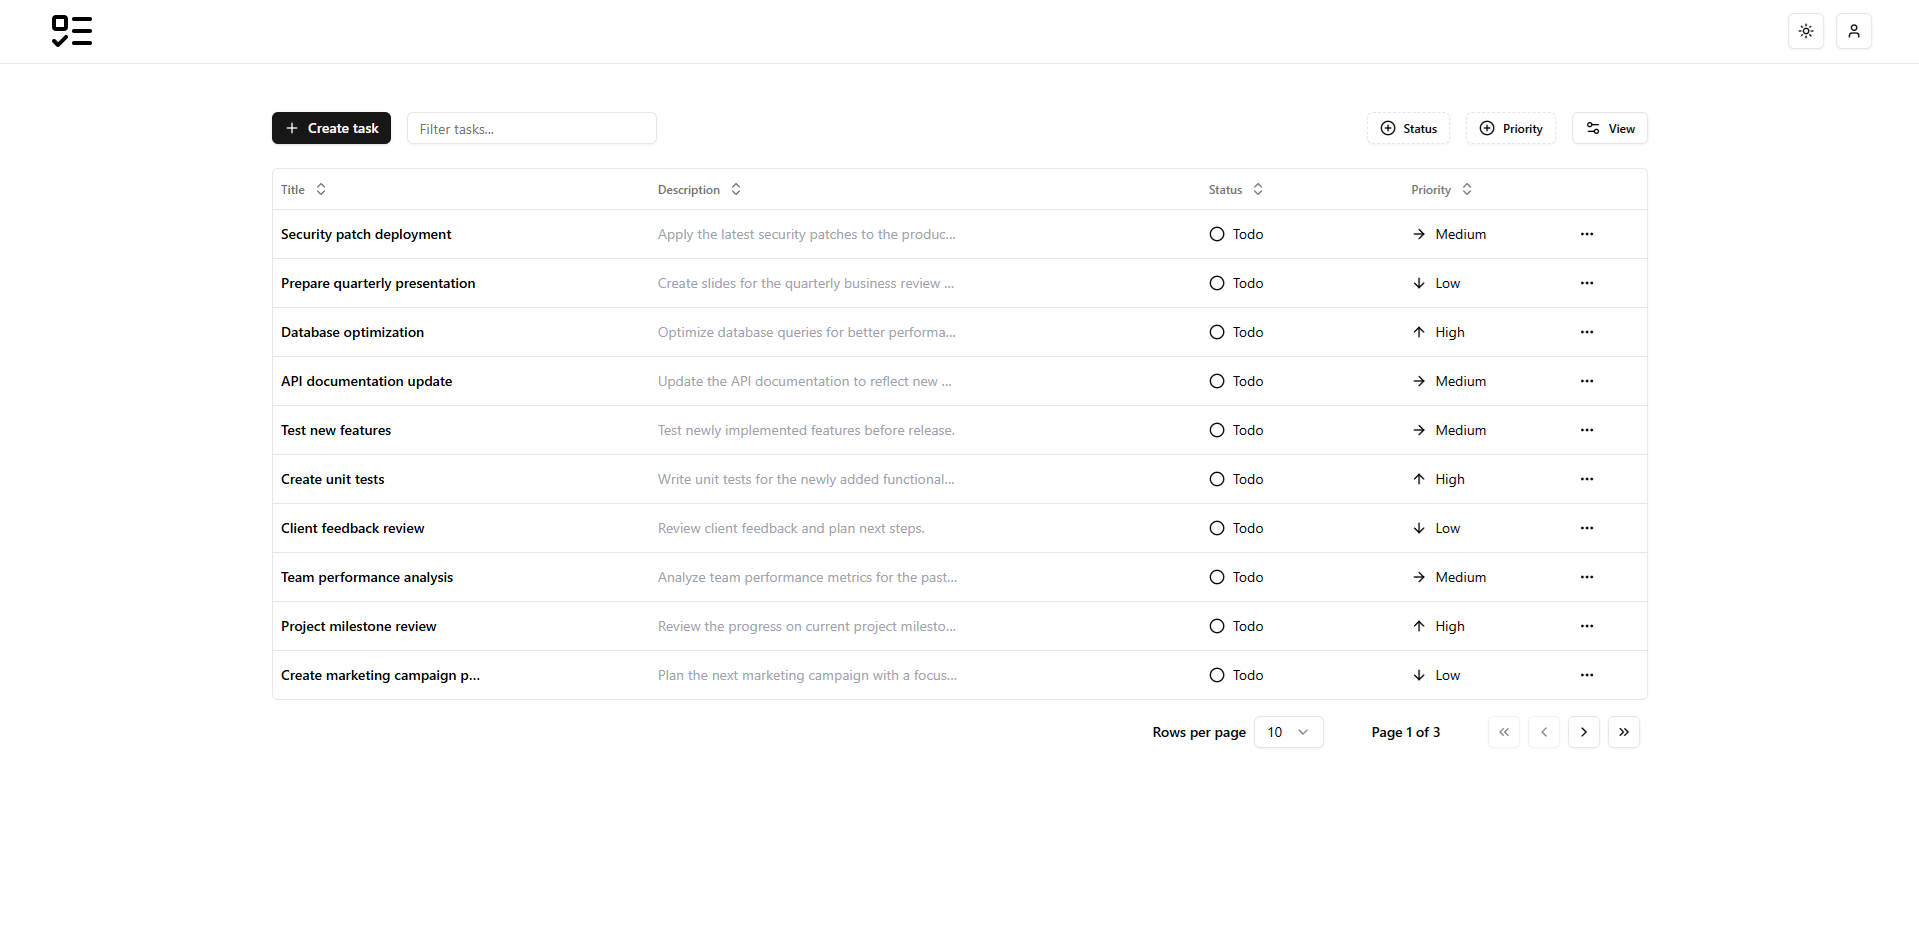 Create task
Filter tasks...
Status
Priority
View
Title Description Status Priority
Security patch deployment Apply the latest security patches to the produc... Todo Medium
Prepare quarterly presentation Create slides for the quarterly business review ... Todo Low
Database optimization Optimize database queries for better performa... Todo High
API documentation update Update the API documentation to reflect new ... Todo Medium
Test new features Test newly implemented features before release. Todo Medium
Create unit tests Write unit tests for the newly added functional... Todo High
Client feedback review Review client feedback and plan next steps. Todo Low
Team performance analysis Analyze team performance metrics for the past... Todo Medium
Project milestone review Review the progress on current project milesto... Todo High
Create marketing campaign p... Plan the next marketing campaign with a focus... Todo Low
Rows per page 10 Page 1 of 3